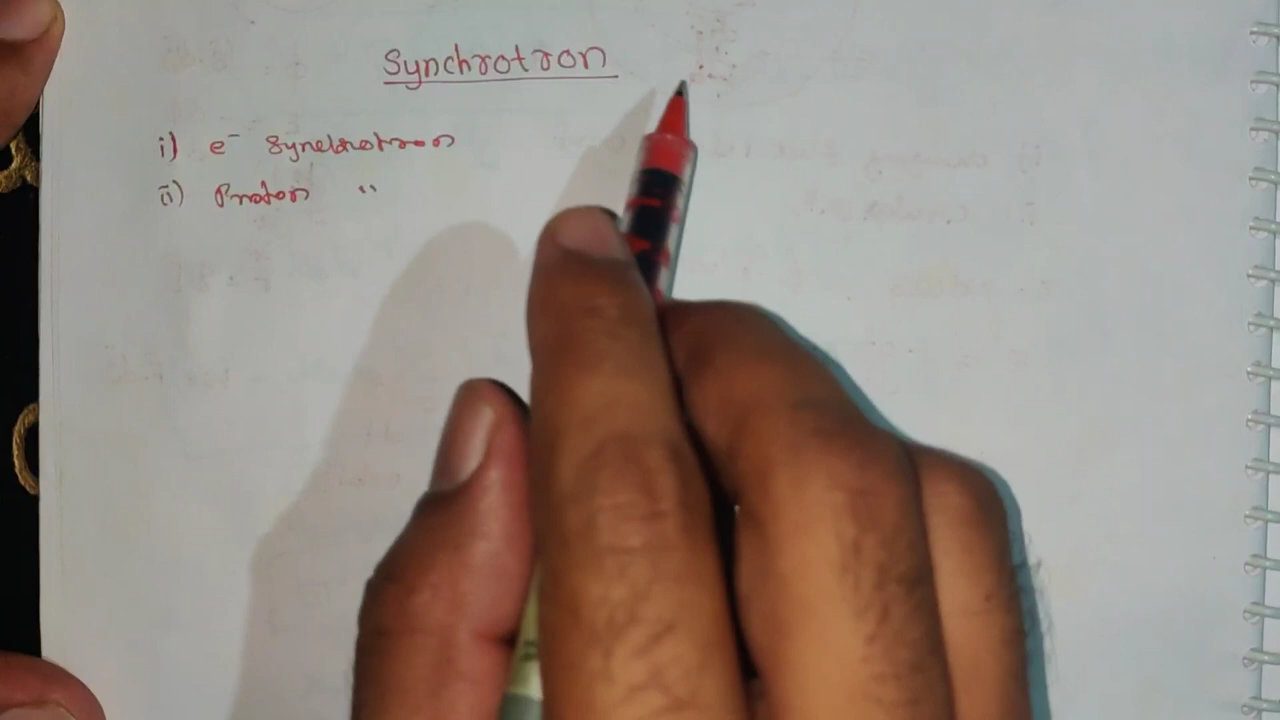 Synchrotron
i) e⁻ Synchrotron
ii) Proton "